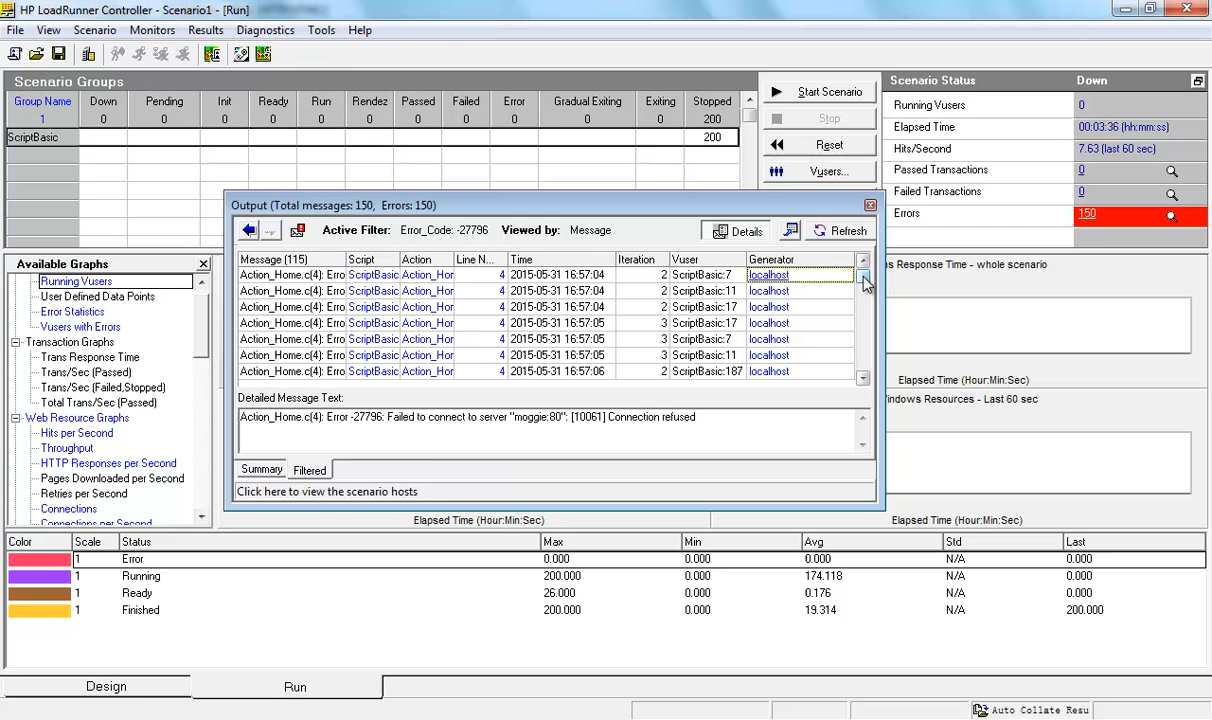 HP LoadRunner Controller - Scenario1 - [Run]
File View Scenario Monitors Results Diagnostics Tools Help
Scenario Groups
Group Name Down Pending Init Ready Run Rendez Passed Failed Error Gradual Exiting Exiting Stopped
1 0 0 0 0 0 0 0 0 0 0 0 200
ScriptBasic 200
Start Scenario
Stop
Reset
Vusers...
Scenario Status Down
Running Vusers 0
Elapsed Time 00:03:36 (hh:mm:ss)
Hits/Second 7.63 (last 60 sec)
Passed Transactions 0
Failed Transactions 0
Errors 150
Output (Total messages: 150, Errors: 150)
Active Filter: Error_Code: -27796 Viewed by: Message Details Refresh
Message (115) Script Action Line N... Time Iteration Vuser Generator
Action_Home.c(4): Erro ScriptBasic Action_Hor 4 2015-05-31 16:57:04 2 ScriptBasic:7 localhost
Action_Home.c(4): Erro ScriptBasic Action_Hor 4 2015-05-31 16:57:04 2 ScriptBasic:11 localhost
Action_Home.c(4): Erro ScriptBasic Action_Hor 4 2015-05-31 16:57:04 2 ScriptBasic:17 localhost
Action_Home.c(4): Erro ScriptBasic Action_Hor 4 2015-05-31 16:57:05 3 ScriptBasic:17 localhost
Action_Home.c(4): Erro ScriptBasic Action_Hor 4 2015-05-31 16:57:05 3 ScriptBasic:7 localhost
Action_Home.c(4): Erro ScriptBasic Action_Hor 4 2015-05-31 16:57:05 3 ScriptBasic:11 localhost
Action_Home.c(4): Erro ScriptBasic Action_Hor 4 2015-05-31 16:57:06 2 ScriptBasic:187 localhost
Detailed Message Text:
Action_Home.c(4): Error -27796: Failed to connect to server "moggie:80": [10061] Connection refused
Summary Filtered
Click here to view the scenario hosts
Available Graphs
Running Vusers
User Defined Data Points
Error Statistics
Vusers with Errors
Transaction Graphs
Trans Response Time
Trans/Sec (Passed)
Trans/Sec (Failed,Stopped)
Total Trans/Sec (Passed)
Web Resource Graphs
Hits per Second
Throughput
HTTP Responses per Second
Pages Downloaded per Second
Retries per Second
Connections
Connections per Second
ns Response Time - whole scenario
Elapsed Time (Hour:Min:Sec)
indows Resources - Last 60 sec
Elapsed Time (Hour:Min:Sec) Elapsed Time (Hour:Min:Sec)
Color Scale Status Max Min Avg Std Last
1 Error 0.000 0.000 0.000 N/A 0.000
1 Running 200.000 0.000 174.118 N/A 0.000
1 Ready 26.000 0.000 0.176 N/A 0.000
1 Finished 200.000 0.000 19.314 N/A 200.000
Design Run
Auto Collate Resu